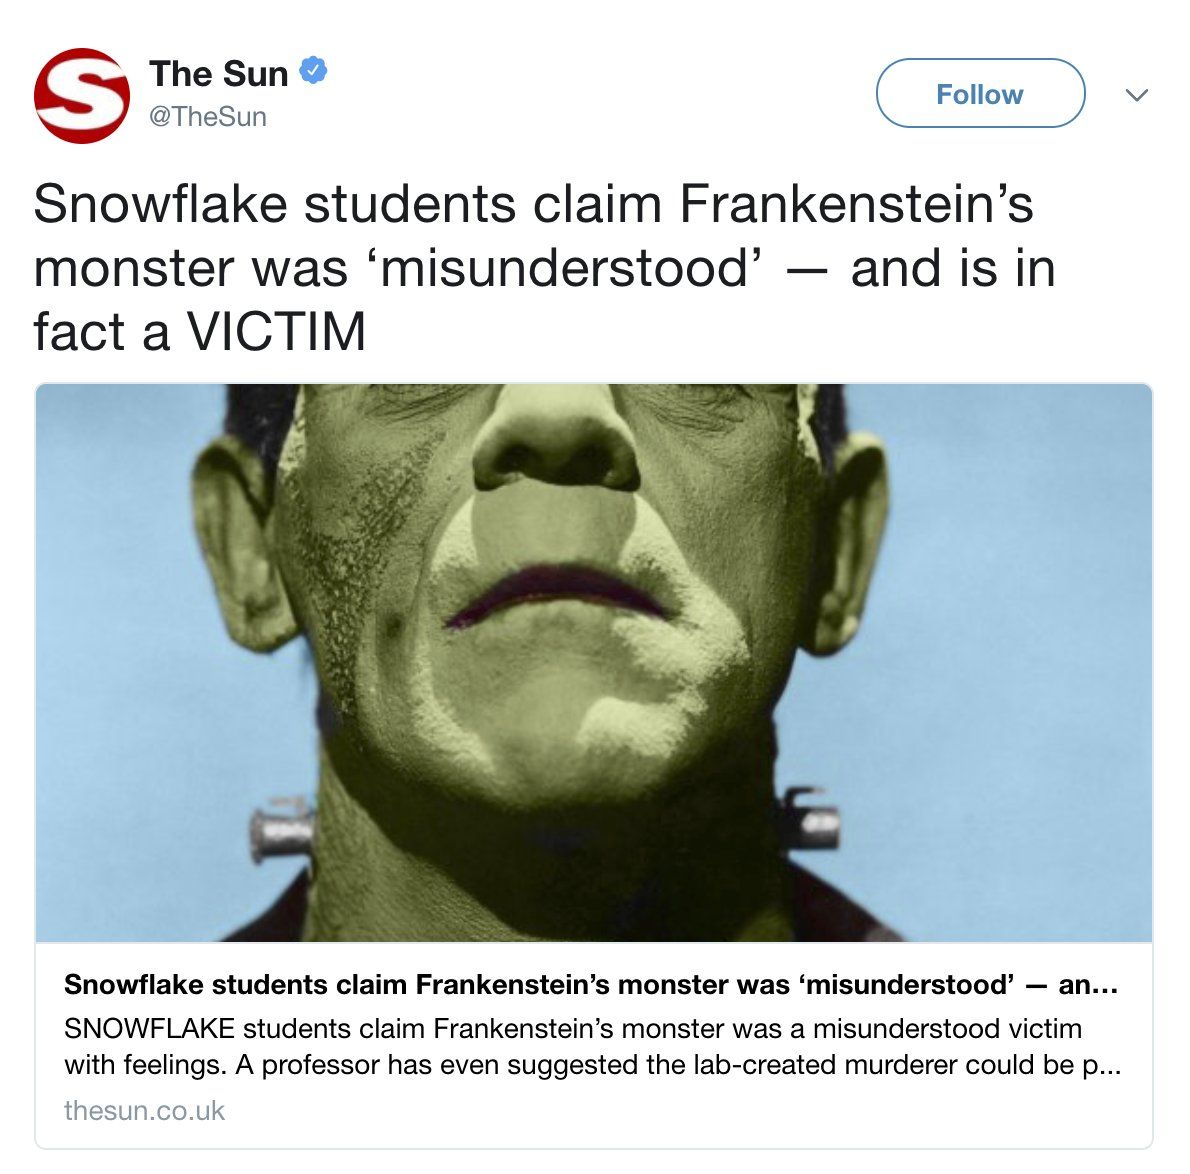 The Sun
@TheSun
Follow
Snowflake students claim Frankenstein’s
monster was ‘misunderstood’ — and is in
fact a VICTIM
Snowflake students claim Frankenstein’s monster was ‘misunderstood’ — an...
SNOWFLAKE students claim Frankenstein’s monster was a misunderstood victim
with feelings. A professor has even suggested the lab-created murderer could be p...
thesun.co.uk